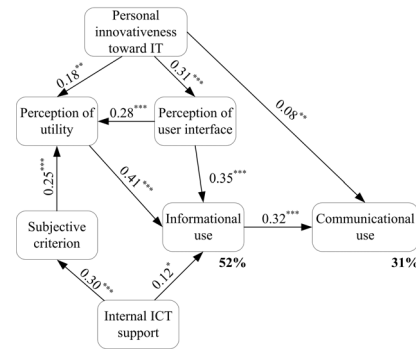 Personal
innovativeness
toward IT
0.18**
0.31***
0.08**
Perception of
utility
0.28***
Perception of
user interface
0.25***
0.41***
0.35***
Subjective
criterion
Informational
use
0.32***
Communicational
use
52%
31%
0.30***
0.12*
Internal ICT
support